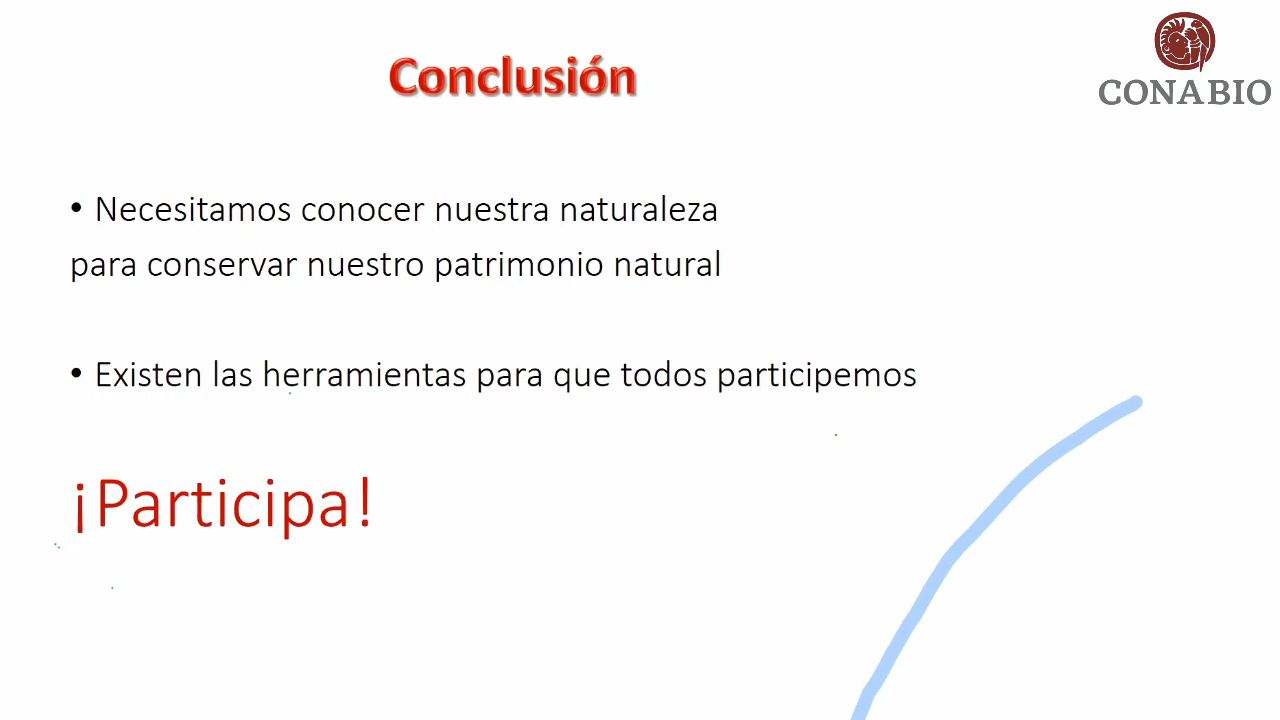 Conclusión
CONABIO
• Necesitamos conocer nuestra naturaleza
para conservar nuestro patrimonio natural
• Existen las herramientas para que todos participemos
¡Participa!